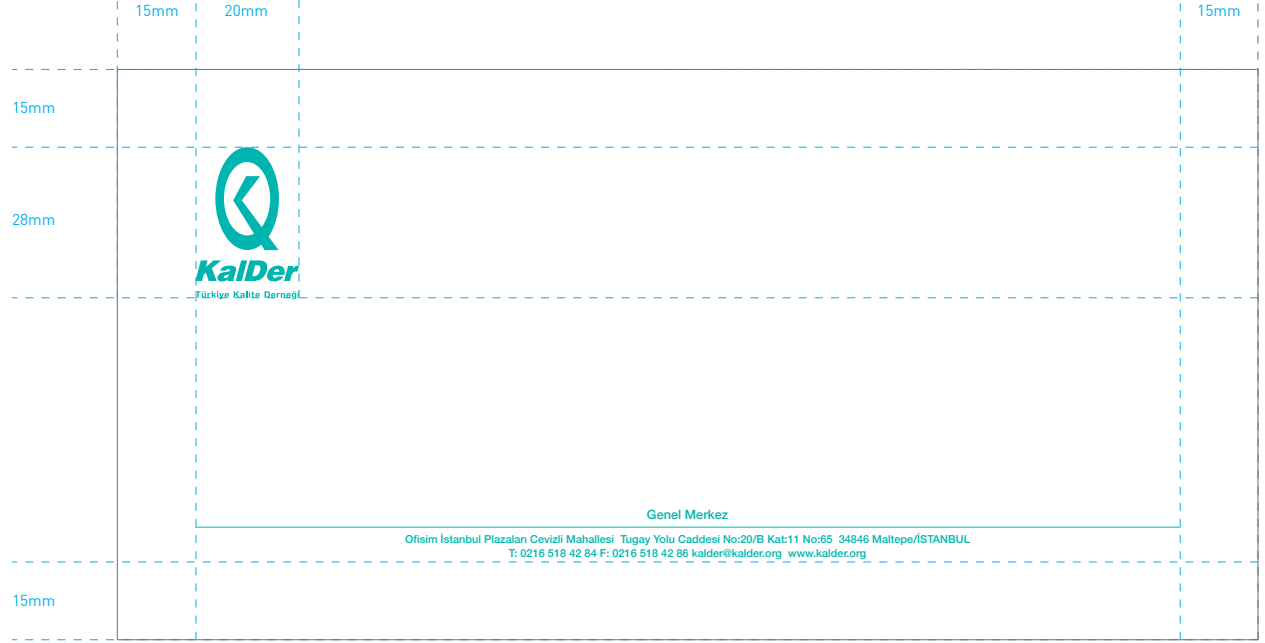 15mm 20mm 15mm
15mm
28mm
KalDer
Türkiye Kalite Derneği
Genel Merkez
Ofisim İstanbul Plazaları Cevizli Mahallesi Tugay Yolu Caddesi No:20/B Kat:11 No:65 34846 Maltepe/İSTANBUL
T: 0216 518 42 84 F: 0216 518 42 86 kalder@kalder.org www.kalder.org
15mm